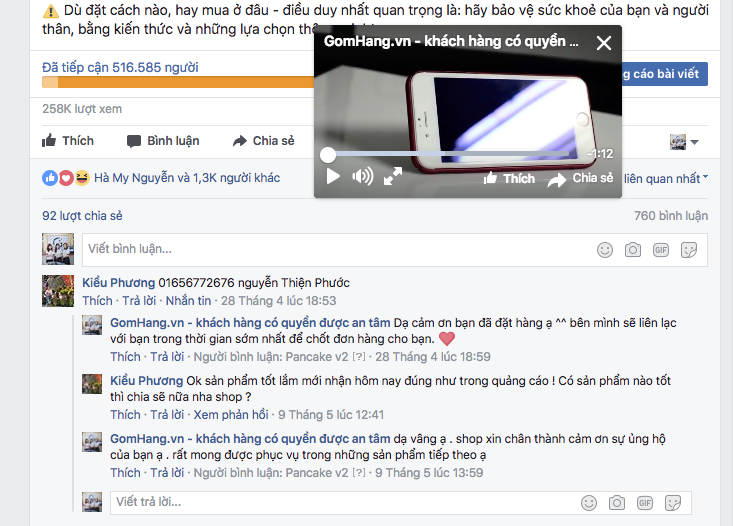 ⚠ Dù đặt cách nào, hay mua ở đâu - điều duy nhất quan trọng là: hãy bảo vệ sức khoẻ của bạn và người
thân, bằng kiến thức và những lựa chọn
GomHang.vn - khách hàng có quyền ...
Đã tiếp cận 516.585 người
cáo bài viết
258K lượt xem
-1:12
Thích Bình luận Chia sẻ
Thích Chia sẻ
Hà My Nguyễn và 1,3K người khác
liên quan nhất
92 lượt chia sẻ
760 bình luận
Viết bình luận...
GIF
Kiều Phương 01656772676 nguyễn Thiện Phước
Thích · Trả lời · Nhắn tin · 28 Tháng 4 lúc 18:53
GomHang.vn - khách hàng có quyền được an tâm Dạ cảm ơn bạn đã đặt hàng ạ ^^ bên mình sẽ liên lạc
với bạn trong thời gian sớm nhất để chốt đơn hàng cho bạn. ❤
Thích · Trả lời · Người bình luận: Pancake v2 [?] · 28 Tháng 4 lúc 18:59
Kiều Phương Ok sản phẩm tốt lắm mới nhận hôm nay đúng như trong quảng cáo ! Có sản phẩm nào tốt
thì chia sẽ nữa nha shop ?
Thích · Trả lời · Xem phản hồi · 9 Tháng 5 lúc 12:41
GomHang.vn - khách hàng có quyền được an tâm dạ vâng ạ . shop xin chân thành cảm ơn sự ủng hộ
của bạn ạ . rất mong được phục vụ trong những sản phẩm tiếp theo ạ
Thích · Trả lời · Người bình luận: Pancake v2 [?] · 9 Tháng 5 lúc 13:59
Viết trả lời...
GIF